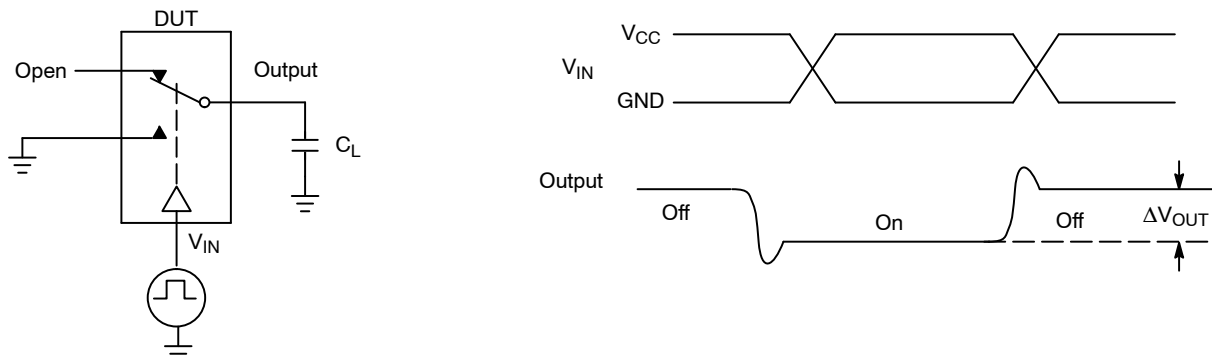 DUT
Open
Output
C_L
V_IN
V_CC
V_IN
GND
Output
Off
On
Off
ΔV_OUT